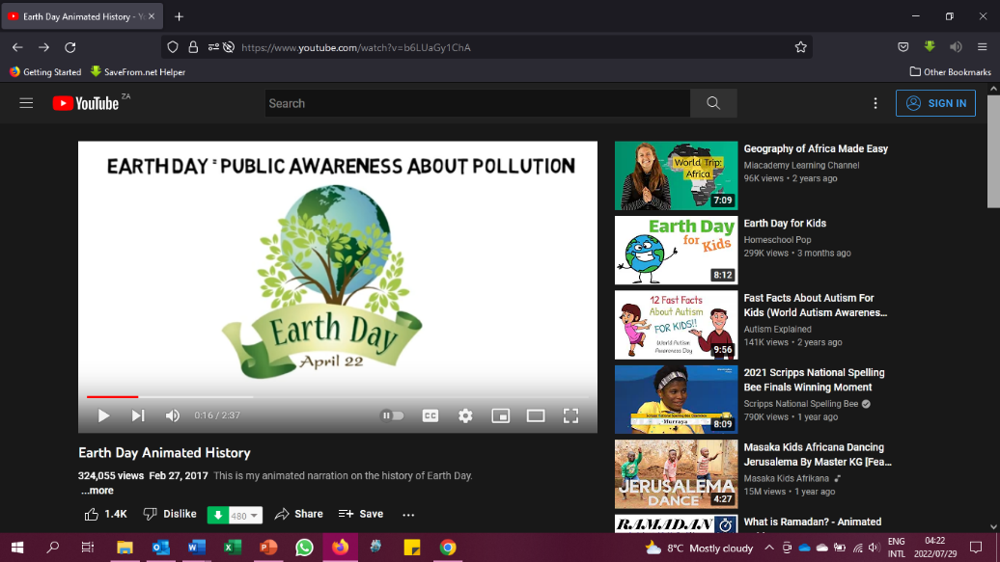 Earth Day Animated History - Yo
https://www.youtube.com/watch?v=b6LUaGy1ChA
Getting Started
SaveFrom.net Helper
Other Bookmarks
YouTube ZA
Search
SIGN IN
EARTH DAY = PUBLIC AWARENESS ABOUT POLLUTION
Earth Day
April 22
0:16 / 2:37
CC
Earth Day Animated History
324,055 views Feb 27, 2017 This is my animated narration on the history of Earth Day.
...more
1.4K
Dislike
480
Share
Save
World Trip:
Africa
7:09
Geography of Africa Made Easy
Miacademy Learning Channel
96K views • 2 years ago
Earth Day
for
Kids
8:12
Earth Day for Kids
Homeschool Pop
299K views • 3 months ago
12 Fast Facts
About Autism
FOR KIDS!!
World Autism
Awareness Day
9:56
Fast Facts About Autism For
Kids (World Autism Awarenes...
Autism Explained
141K views • 2 years ago
Murraya
8:09
2021 Scripps National Spelling
Bee Finals Winning Moment
Scripps National Spelling Bee
790K views • 1 year ago
JERUSALEMA
DANCE
4:27
Masaka Kids Africana Dancing
Jerusalema By Master KG [Fea...
Masaka Kids Afrikana
15M views • 1 year ago
RAMADAN
What is Ramadan? - Animated
8°C Mostly cloudy
ENG
INTL
04:22
2022/07/29